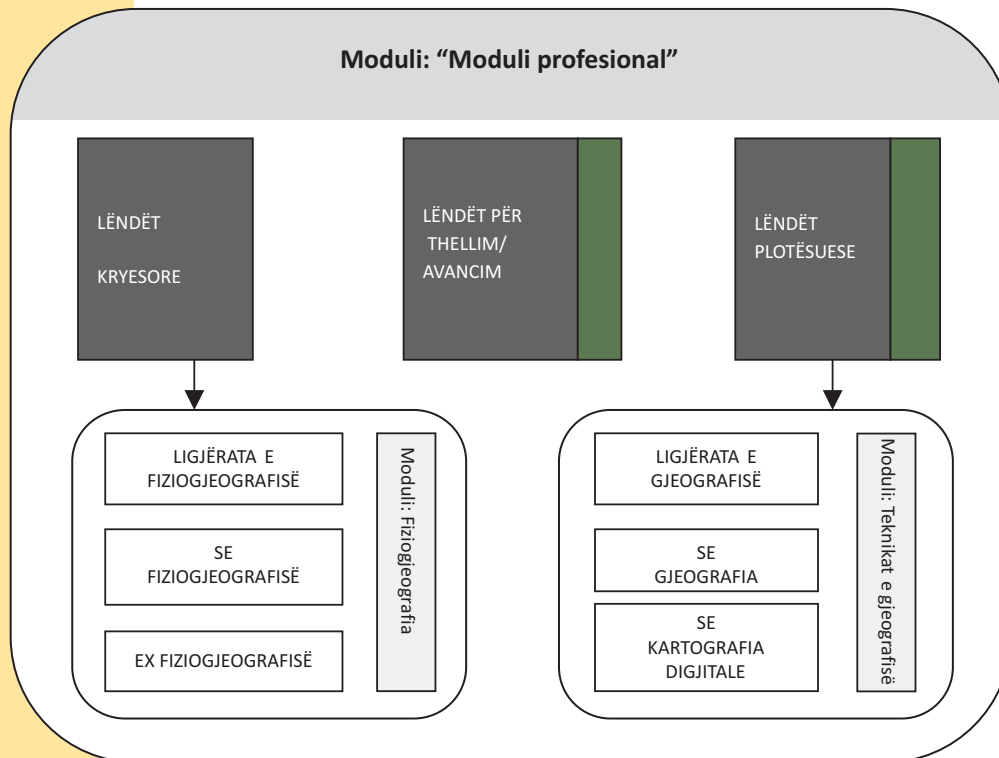 Moduli: “Moduli profesional”
LËNDËT
KRYESORE
LËNDËT PËR
THELLIM/
AVANCIM
LËNDËT
PLOTËSUESE
LIGJËRATA E
FIZIOGJEOGRAFISË
SE
FIZIOGJEOGRAFISË
EX FIZIOGJEOGRAFISË
Moduli: Fiziogjeografia
LIGJËRATA E
GJEOGRAFISË
SE
GJEOGRAFIA
SE
KARTOGRAFIA
DIGJITALE
Moduli: Teknikat e gjeografisë